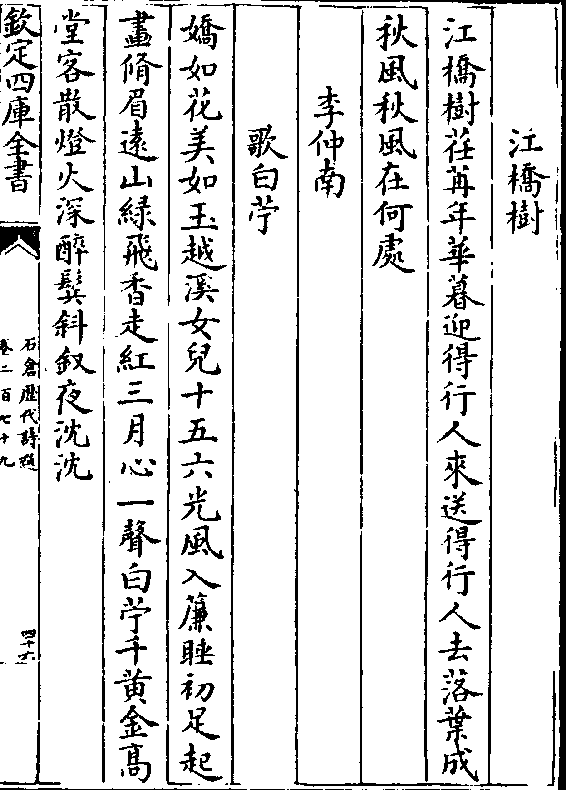 江橋樹
江橋樹荏苒年華暮迎得行人來送得行人去落葉成
秋風秋風在何處
李仲南
歌白苧
嬌如花美如玉越溪女兒十五六光風入簾睡初足起
畫脩眉遠山綠飛香走紅三月心一聲白苧千黃金髙
堂客散燈火深醉鬓斜釵夜沈沈
欽定四庫全書
石倉歴代詩選
卷二百七十九
四十六